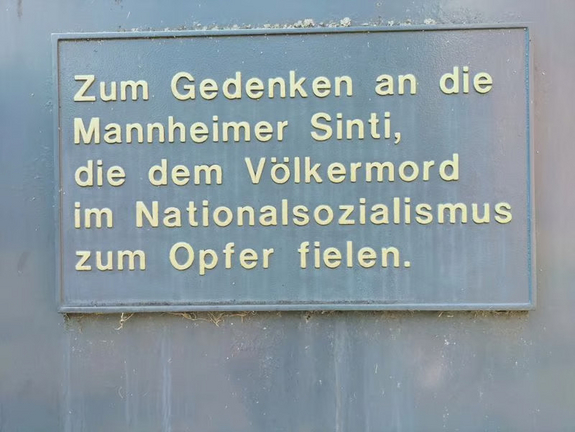 Zum Gedenken an die
Mannheimer Sinti,
die dem Völkermord
im Nationalsozialismus
zum Opfer fielen.